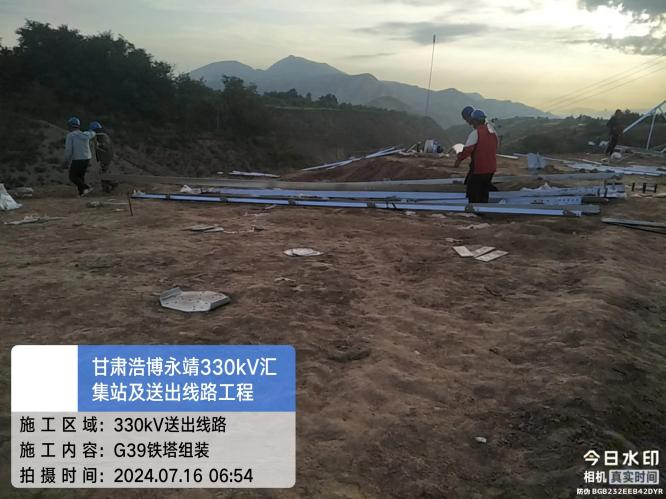 甘肃浩博永靖330kV汇
集站及送出线路工程
施工区域：330kV送出线路
施工内容：G39铁塔组装
拍摄时间：2024.07.16 06:54
今日水印
相机 真实时间
防伪 BGB232EEB42DYR